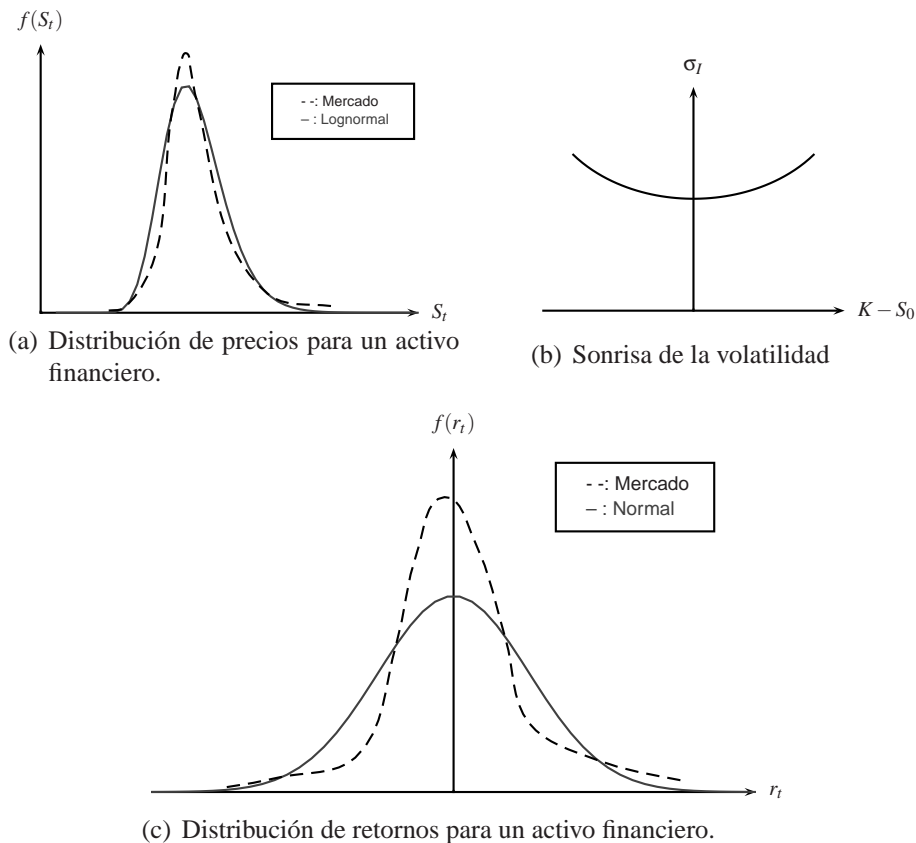 f(S_t)
- -: Mercado
– : Lognormal
S_t
(a) Distribución de precios para un activo
financiero.
σ_I
K − S_0
(b) Sonrisa de la volatilidad
f(r_t)
- -: Mercado
– : Normal
r_t
(c) Distribución de retornos para un activo financiero.